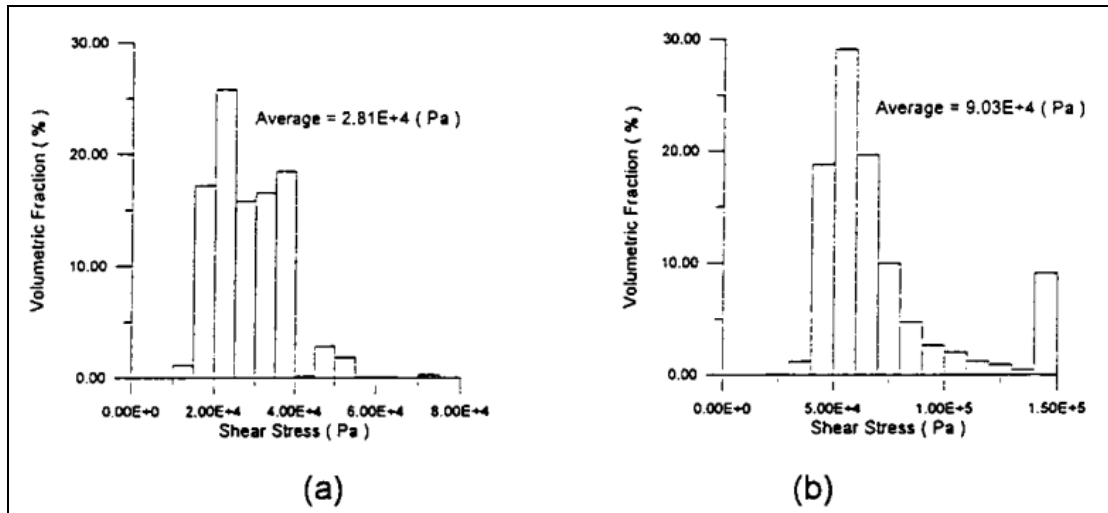 30.00
Average = 2.81E+4 ( Pa )
20.00
Volumetric Fraction ( % )
10.00
0.00
0.00E+0 2.00E+4 4.00E+4 6.00E+4 8.00E+4
Shear Stress ( Pa )
(a)
30.00
Average = 9.03E+4 ( Pa )
20.00
Volumetric Fraction ( % )
10.00
0.00
0.00E+0 5.00E+4 1.00E+5 1.50E+5
Shear Stress ( Pa )
(b)